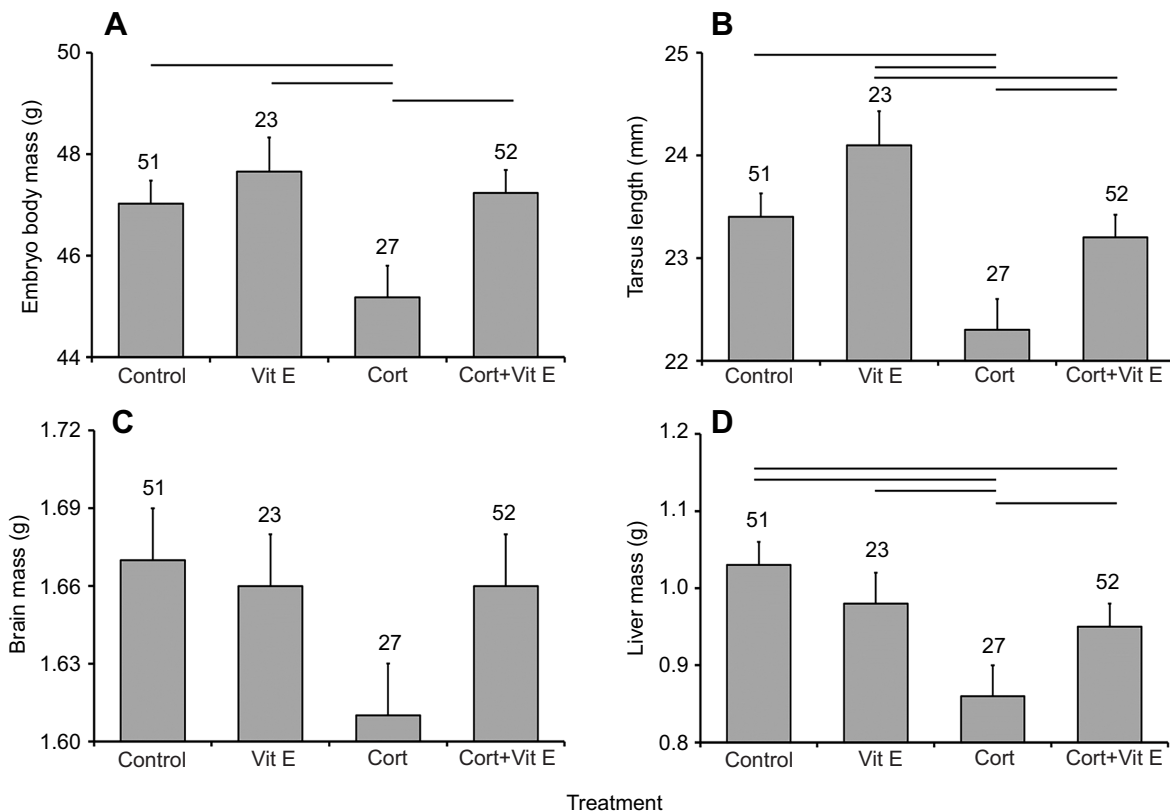 A
Embryo body mass (g)
50
48
46
44
51
23
27
52
Control Vit E Cort Cort+Vit E
B
Tarsus length (mm)
25
24
23
22
51
23
27
52
Control Vit E Cort Cort+Vit E
C
Brain mass (g)
1.72
1.69
1.66
1.63
1.60
51
23
27
52
Control Vit E Cort Cort+Vit E
D
Liver mass (g)
1.2
1.1
1.0
0.9
0.8
51
23
27
52
Control Vit E Cort Cort+Vit E
Treatment